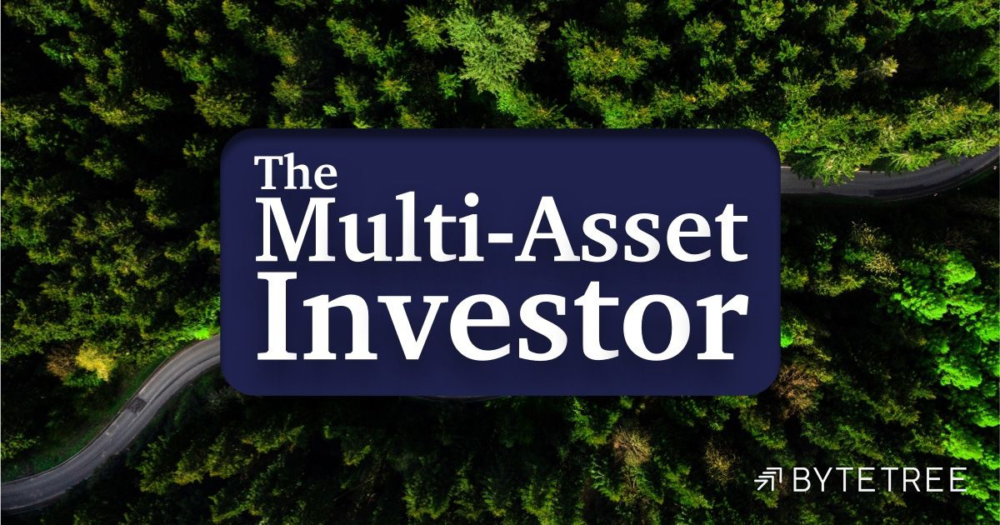 The
Multi-Asset
Investor
BYTETREE